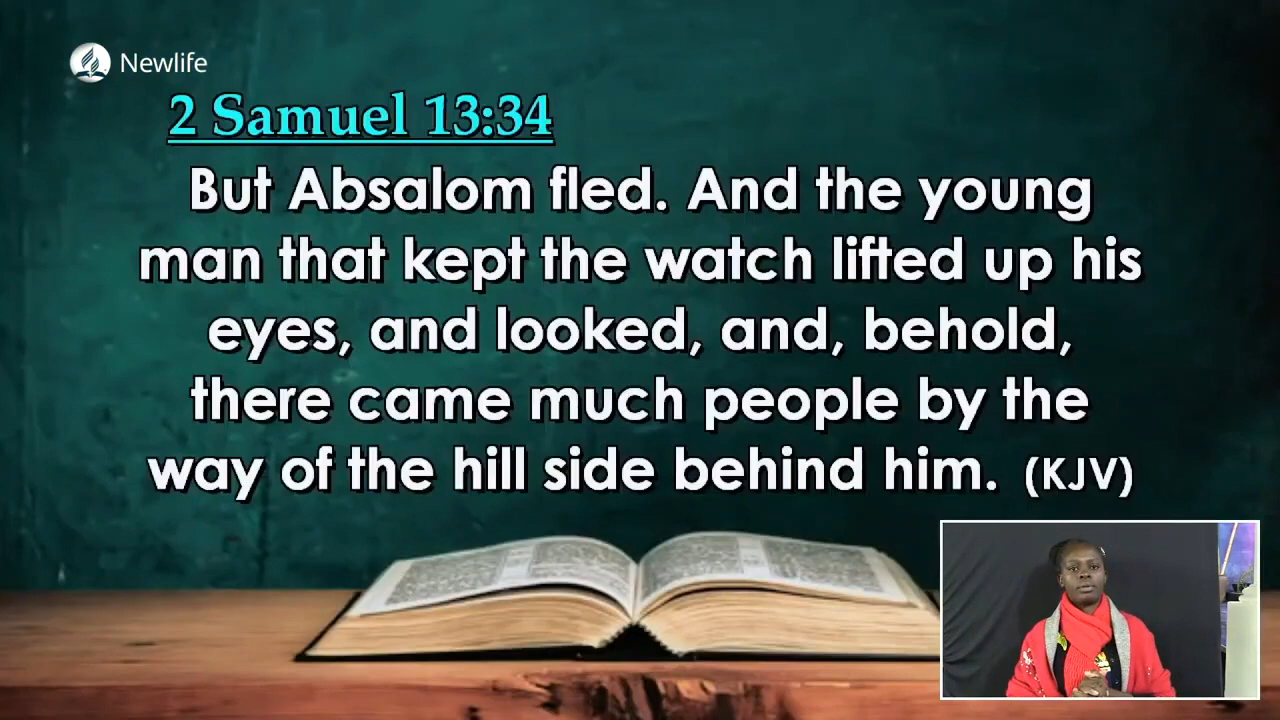 Newlife
2 Samuel 13:34
But Absalom fled. And the young
man that kept the watch lifted up his
eyes, and looked, and, behold,
there came much people by the
way of the hill side behind him. (KJV)